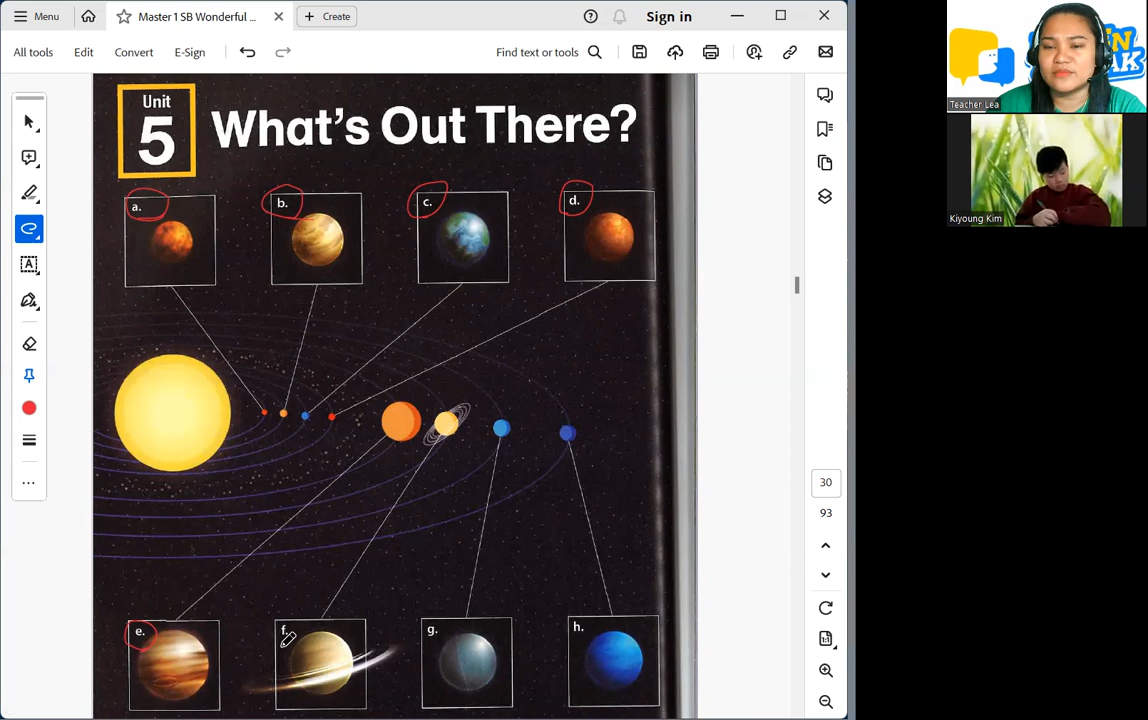 Menu
Master 1 SB Wonderful ...
Create
Sign in
All tools
Edit
Convert
E-Sign
Find text or tools
Unit
5
What's Out There?
a.
b.
c.
d.
e.
f.
g.
h.
30
93
Teacher Lea
Kiyoung Kim